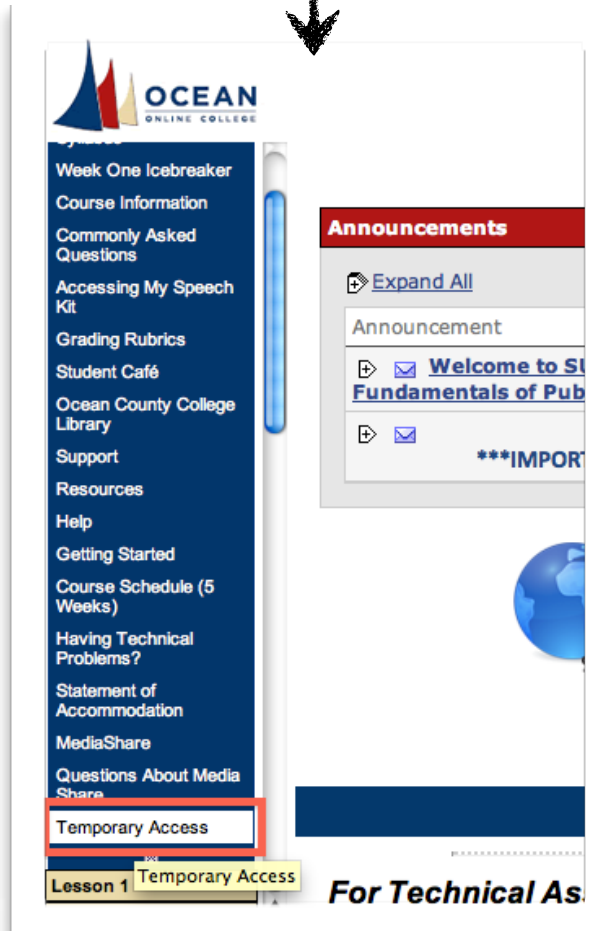 OCEAN
ONLINE COLLEGE
Week One Icebreaker
Course Information
Commonly Asked
Questions
Accessing My Speech
Kit
Grading Rubrics
Student Café
Ocean County College
Library
Support
Resources
Help
Getting Started
Course Schedule (5
Weeks)
Having Technical
Problems?
Statement of
Accommodation
MediaShare
Questions About Media
Share
Temporary Access
Temporary Access
Lesson 1
Announcements
Expand All
Announcement
Welcome to
Fundamentals of Pub
***IMPOR
For Technical As